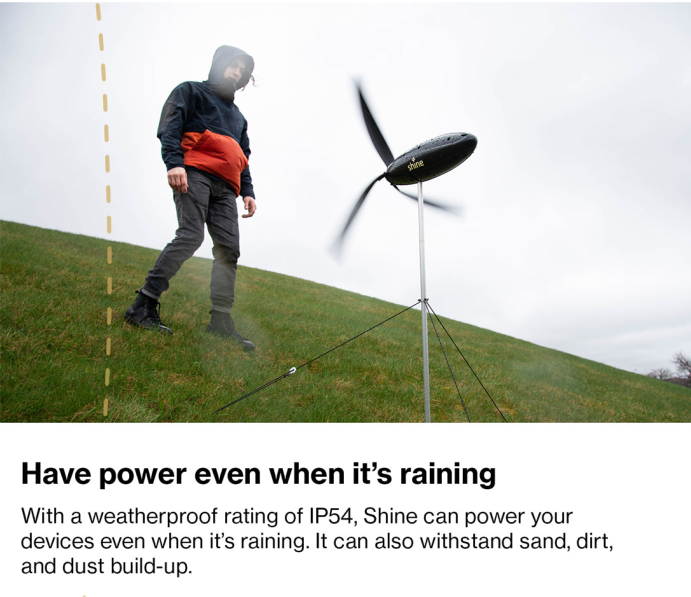 shine
Have power even when it’s raining
With a weatherproof rating of IP54, Shine can power your
devices even when it’s raining. It can also withstand sand, dirt,
and dust build-up.